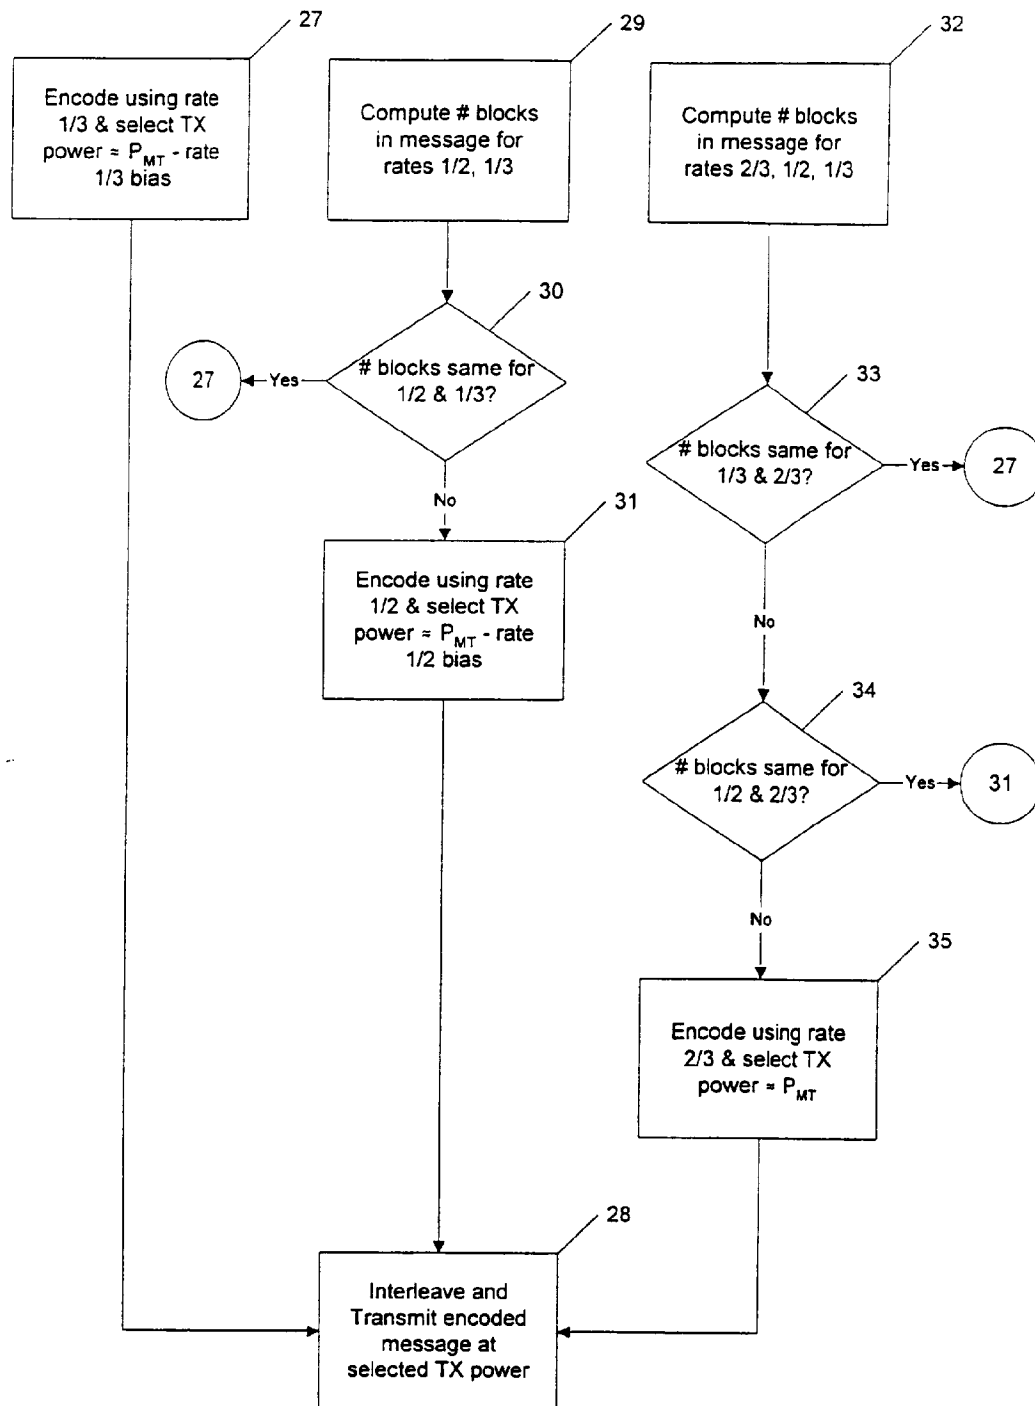 27
Encode using rate
1/3 & select TX
power = P_MT - rate
1/3 bias
29
Compute # blocks
in message for
rates 1/2, 1/3
32
Compute # blocks
in message for
rates 2/3, 1/2, 1/3
30
# blocks same for
1/2 & 1/3?
Yes
27
No
33
# blocks same for
1/3 & 2/3?
Yes
27
No
31
Encode using rate
1/2 & select TX
power = P_MT - rate
1/2 bias
34
# blocks same for
1/2 & 2/3?
Yes
31
No
35
Encode using rate
2/3 & select TX
power = P_MT
28
Interleave and
Transmit encoded
message at
selected TX power